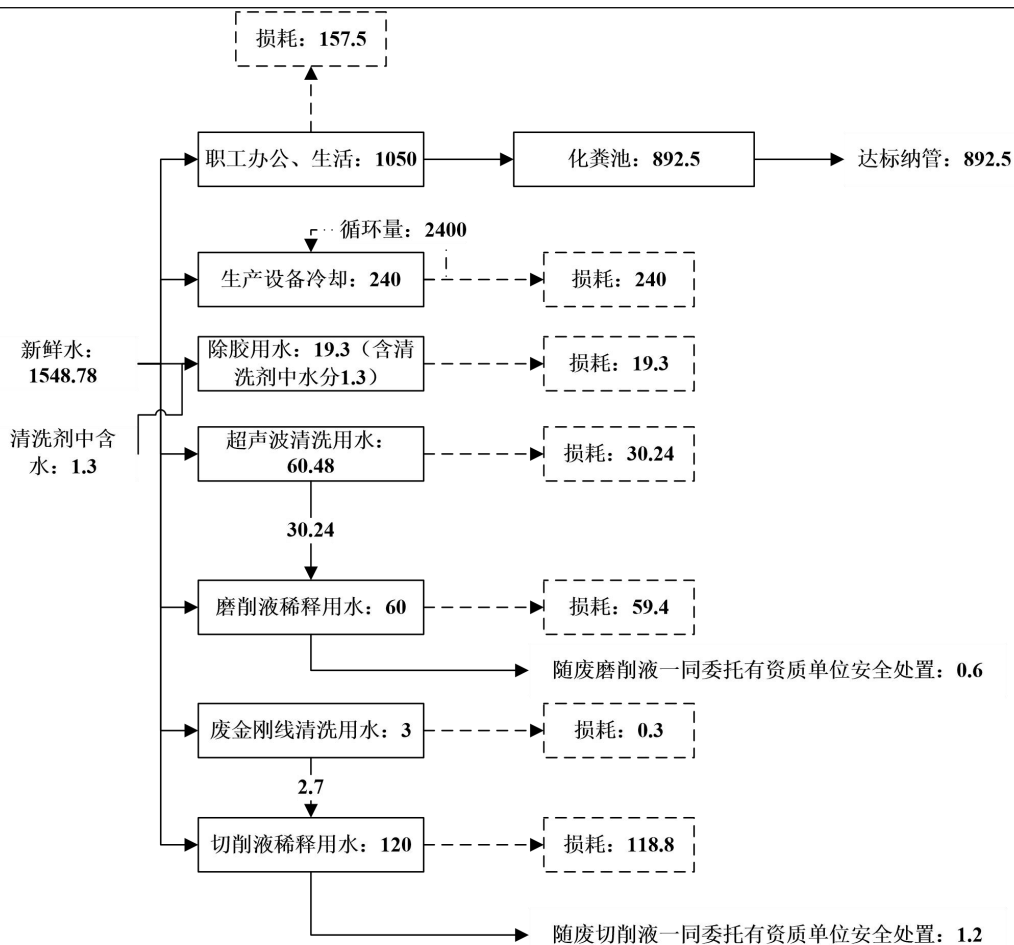 损耗：157.5
职工办公、生活：1050
化粪池：892.5
达标纳管：892.5
循环量：2400
生产设备冷却：240
损耗：240
新鲜水：
1548.78
除胶用水：19.3（含清
洗剂中水分1.3）
损耗：19.3
清洗剂中含
水：1.3
超声波清洗用水：
60.48
损耗：30.24
30.24
磨削液稀释用水：60
损耗：59.4
随废磨削液一同委托有资质单位安全处置：0.6
废金刚线清洗用水：3
损耗：0.3
2.7
切削液稀释用水：120
损耗：118.8
随废切削液一同委托有资质单位安全处置：1.2